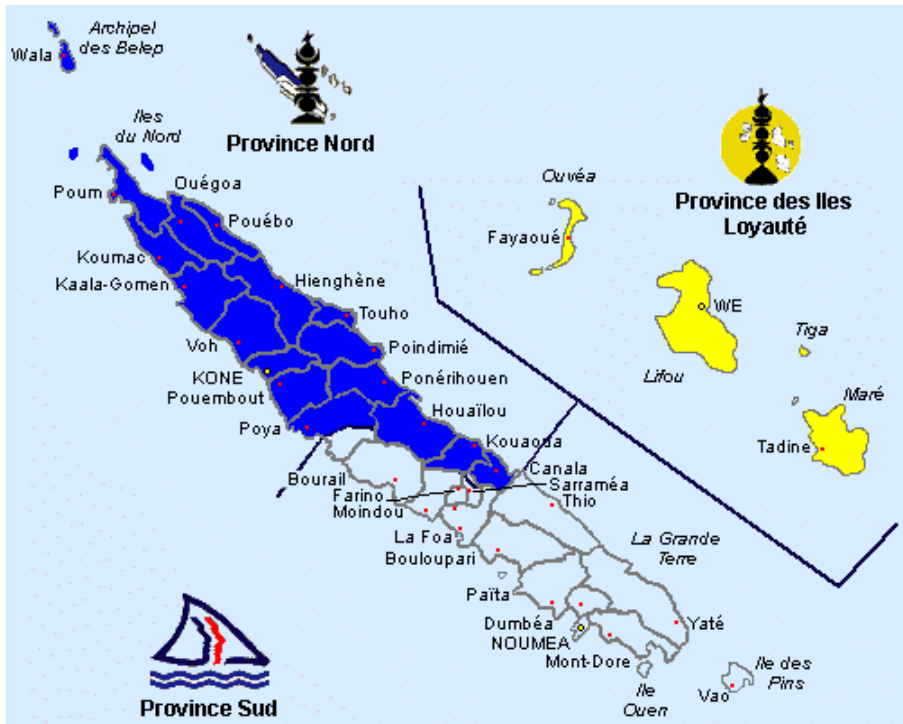 Archipel
des Belep
Wala
Iles
du Nord
Province Nord
Province des Iles
Loyauté
Poum
Ouégoa
Pouébo
Ouvéa
Fayaoué
Koumac
Kaala-Gomen
Hienghène
Touho
WE
Tiga
Voh
Poindimié
Lifou
KONE
Pouembout
Ponérihouen
Maré
Poya
Houaïlou
Kouaoua
Tadine
Bourail
Canala
Farino
Sarraméa
Moindou
Thio
La Foa
Bouloupari
La Grande
Terre
Païta
Dumbéa
Yaté
NOUMEA
Mont-Dore
Ile des
Pins
Ile
Ouen
Vao
Province Sud